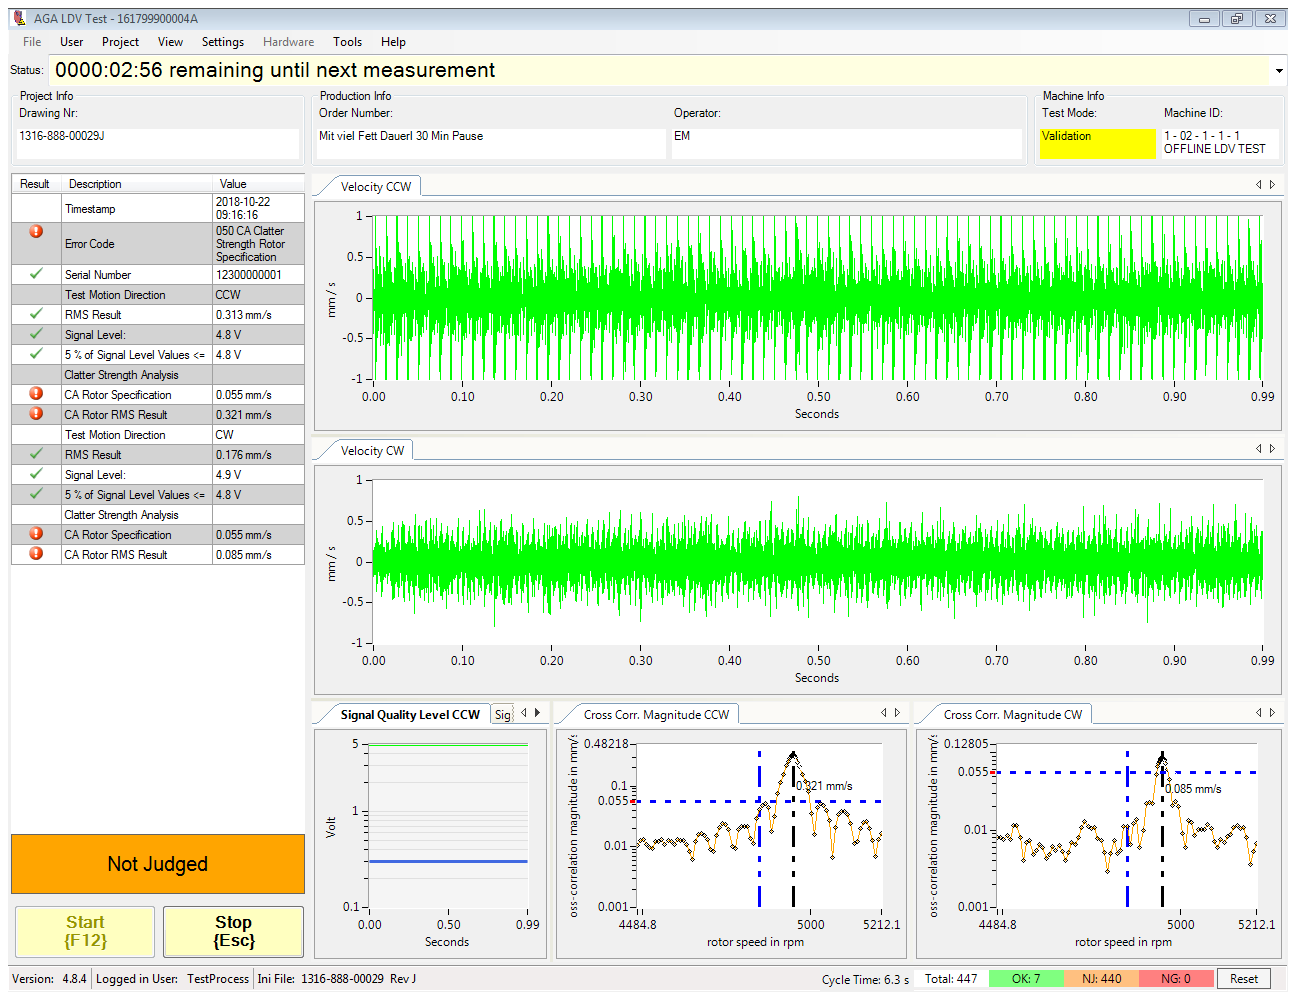 AGA LDV Test - 161799900004A
File User Project View Settings Hardware Tools Help
Status: 0000:02:56 remaining until next measurement
Project Info
Drawing Nr:
1316-888-00029J
Production Info
Order Number: Operator:
Mit viel Fett Dauerl 30 Min Pause EM
Machine Info
Test Mode: Machine ID:
Validation 1 - 02 - 1 - 1 - 1
OFFLINE LDV TEST
Result Description Value
Timestamp 2018-10-22
09:16:16
Error Code 050 CA Clatter
Strength Rotor
Specification
Serial Number 12300000001
Test Motion Direction CCW
RMS Result 0.313 mm/s
Signal Level: 4.8 V
5 % of Signal Level Values <= 4.8 V
Clatter Strength Analysis
CA Rotor Specification 0.055 mm/s
CA Rotor RMS Result 0.321 mm/s
Test Motion Direction CW
RMS Result 0.176 mm/s
Signal Level: 4.9 V
5 % of Signal Level Values <= 4.8 V
Clatter Strength Analysis
CA Rotor Specification 0.055 mm/s
CA Rotor RMS Result 0.085 mm/s
Not Judged
Start
{F12}
Stop
{Esc}
Velocity CCW
1
0.5
0
-0.5
-1
mm / s
0.00 0.10 0.20 0.30 0.40 0.50 0.60 0.70 0.80 0.90 0.99
Seconds
Velocity CW
1
0.5
0
-0.5
-1
mm / s
0.00 0.10 0.20 0.30 0.40 0.50 0.60 0.70 0.80 0.90 0.99
Seconds
Signal Quality Level CCW Sig
5
1
0.1
Volt
0.00 0.50 0.99
Seconds
Cross Corr. Magnitude CCW
0.48218
0.1
0.055
0.01
0.001
oss-correlation magnitude in mm/s
0.321 mm/s
4484.8 5000 5212.1
rotor speed in rpm
Cross Corr. Magnitude CW
0.12805
0.055
0.01
0.001
oss-correlation magnitude in mm/s
0.085 mm/s
4484.8 5000 5212.1
rotor speed in rpm
Version: 4.8.4 Logged in User: TestProcess Ini File: 1316-888-00029 Rev J Cycle Time: 6.3 s Total: 447 OK: 7 NJ: 440 NG: 0 Reset